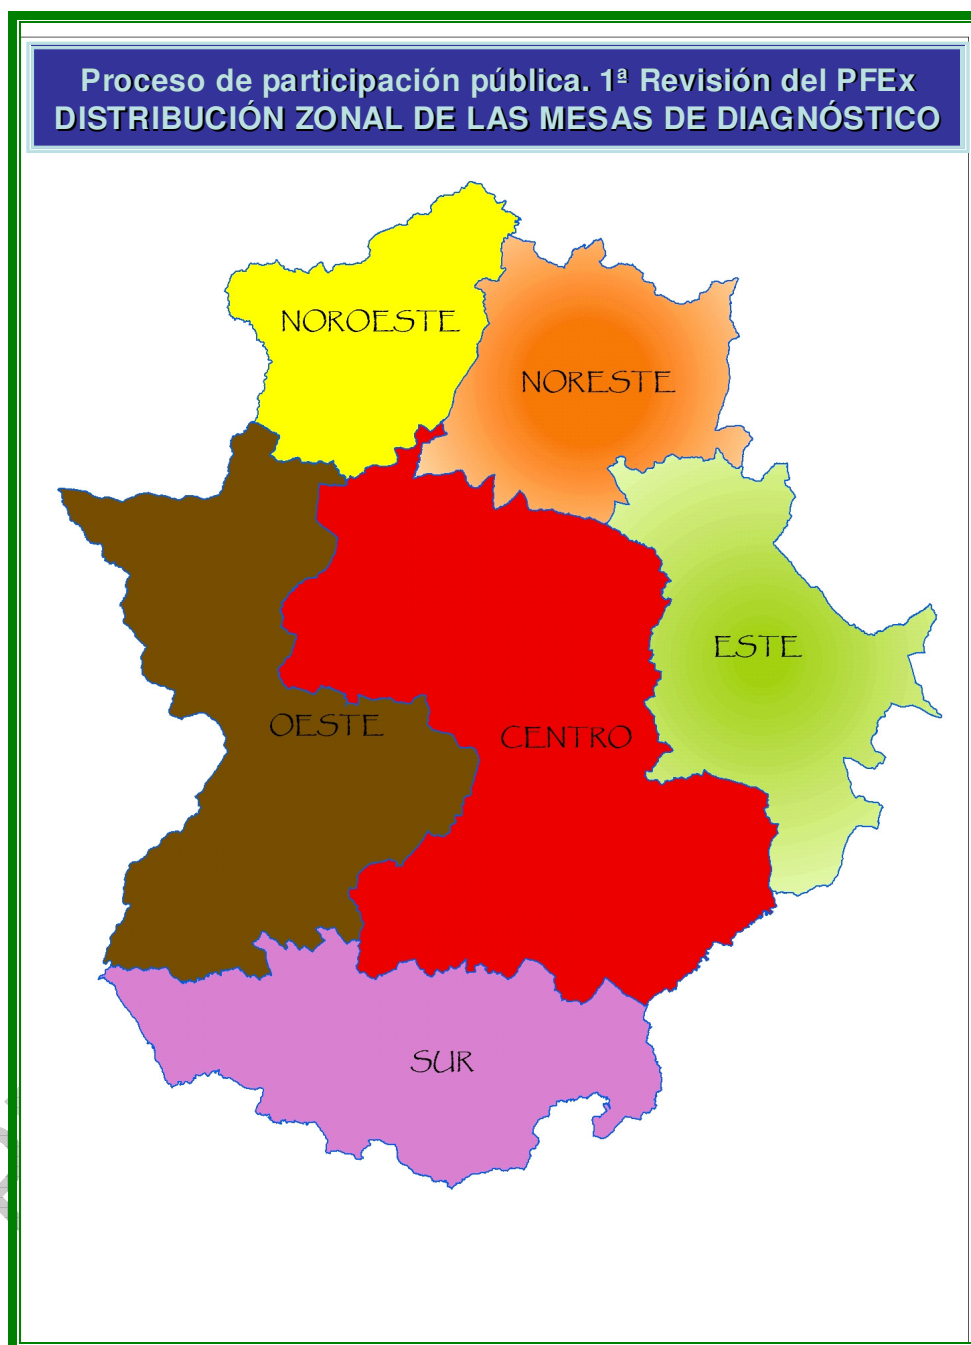 Proceso de participación pública. 1ª Revisión del PFEx
DISTRIBUCIÓN ZONAL DE LAS MESAS DE DIAGNÓSTICO
NOROESTE
NORESTE
ESTE
OESTE
CENTRO
SUR